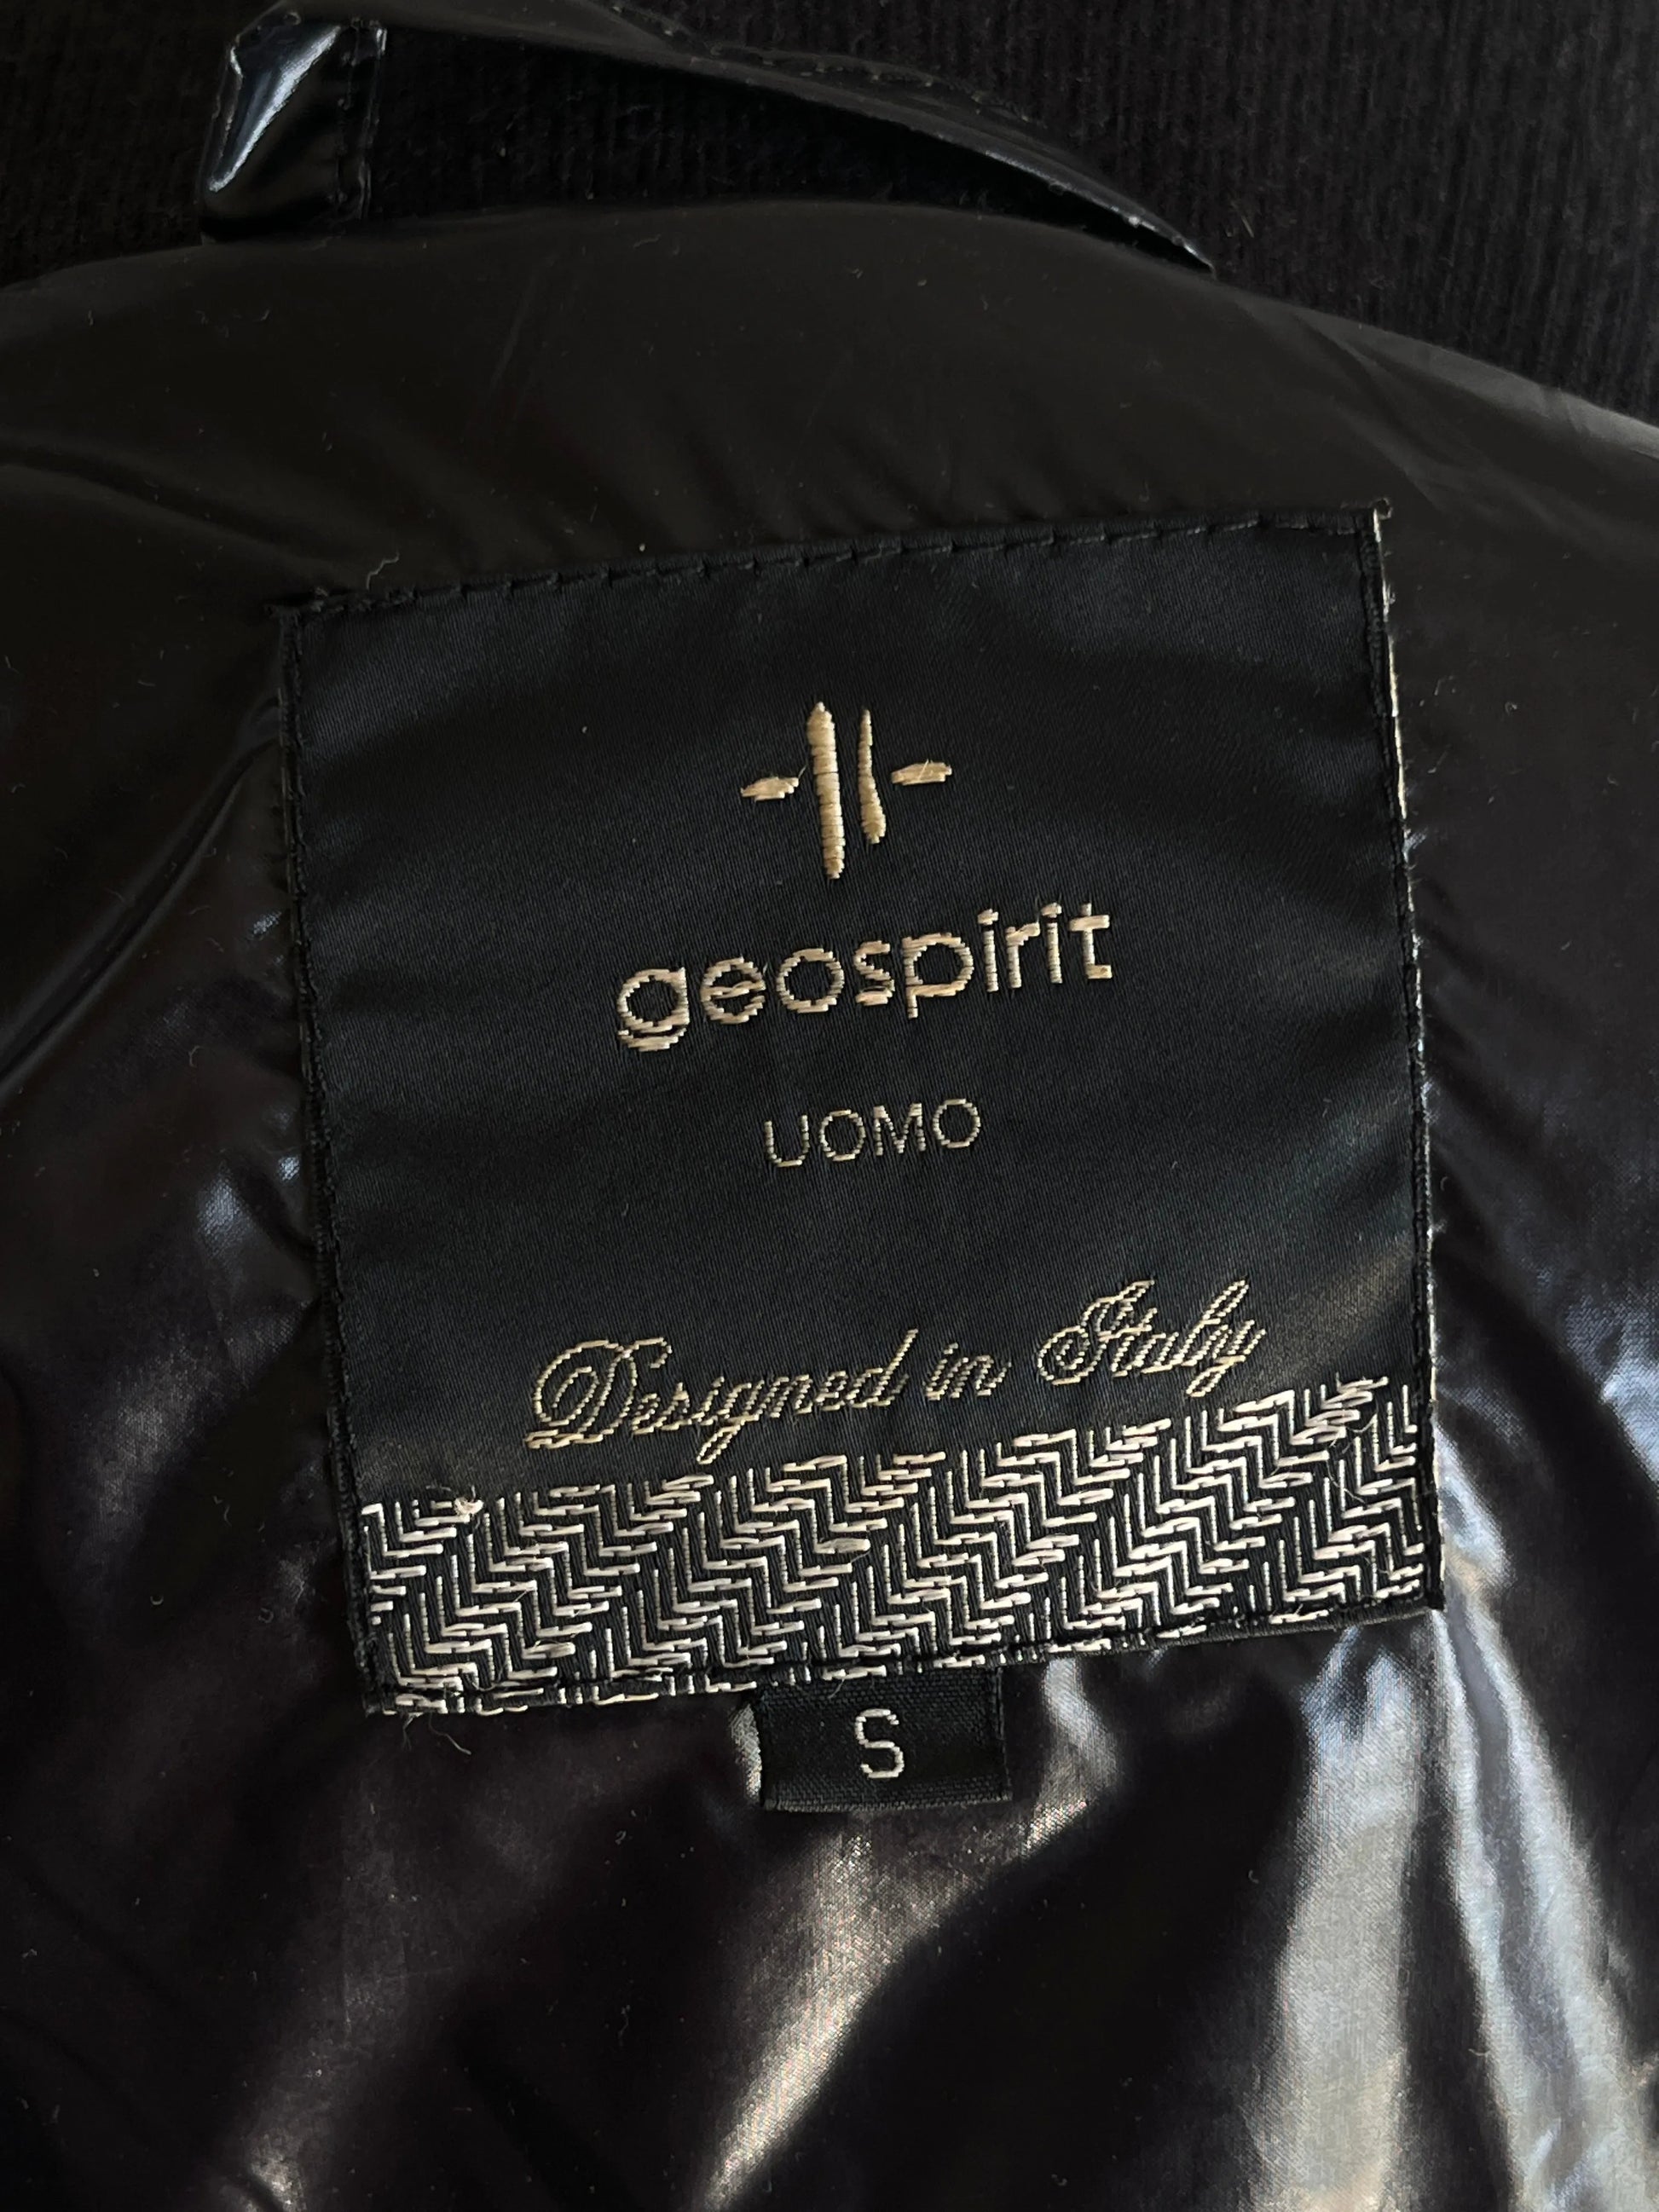 geospirit
UOMO
Designed in Italy
S